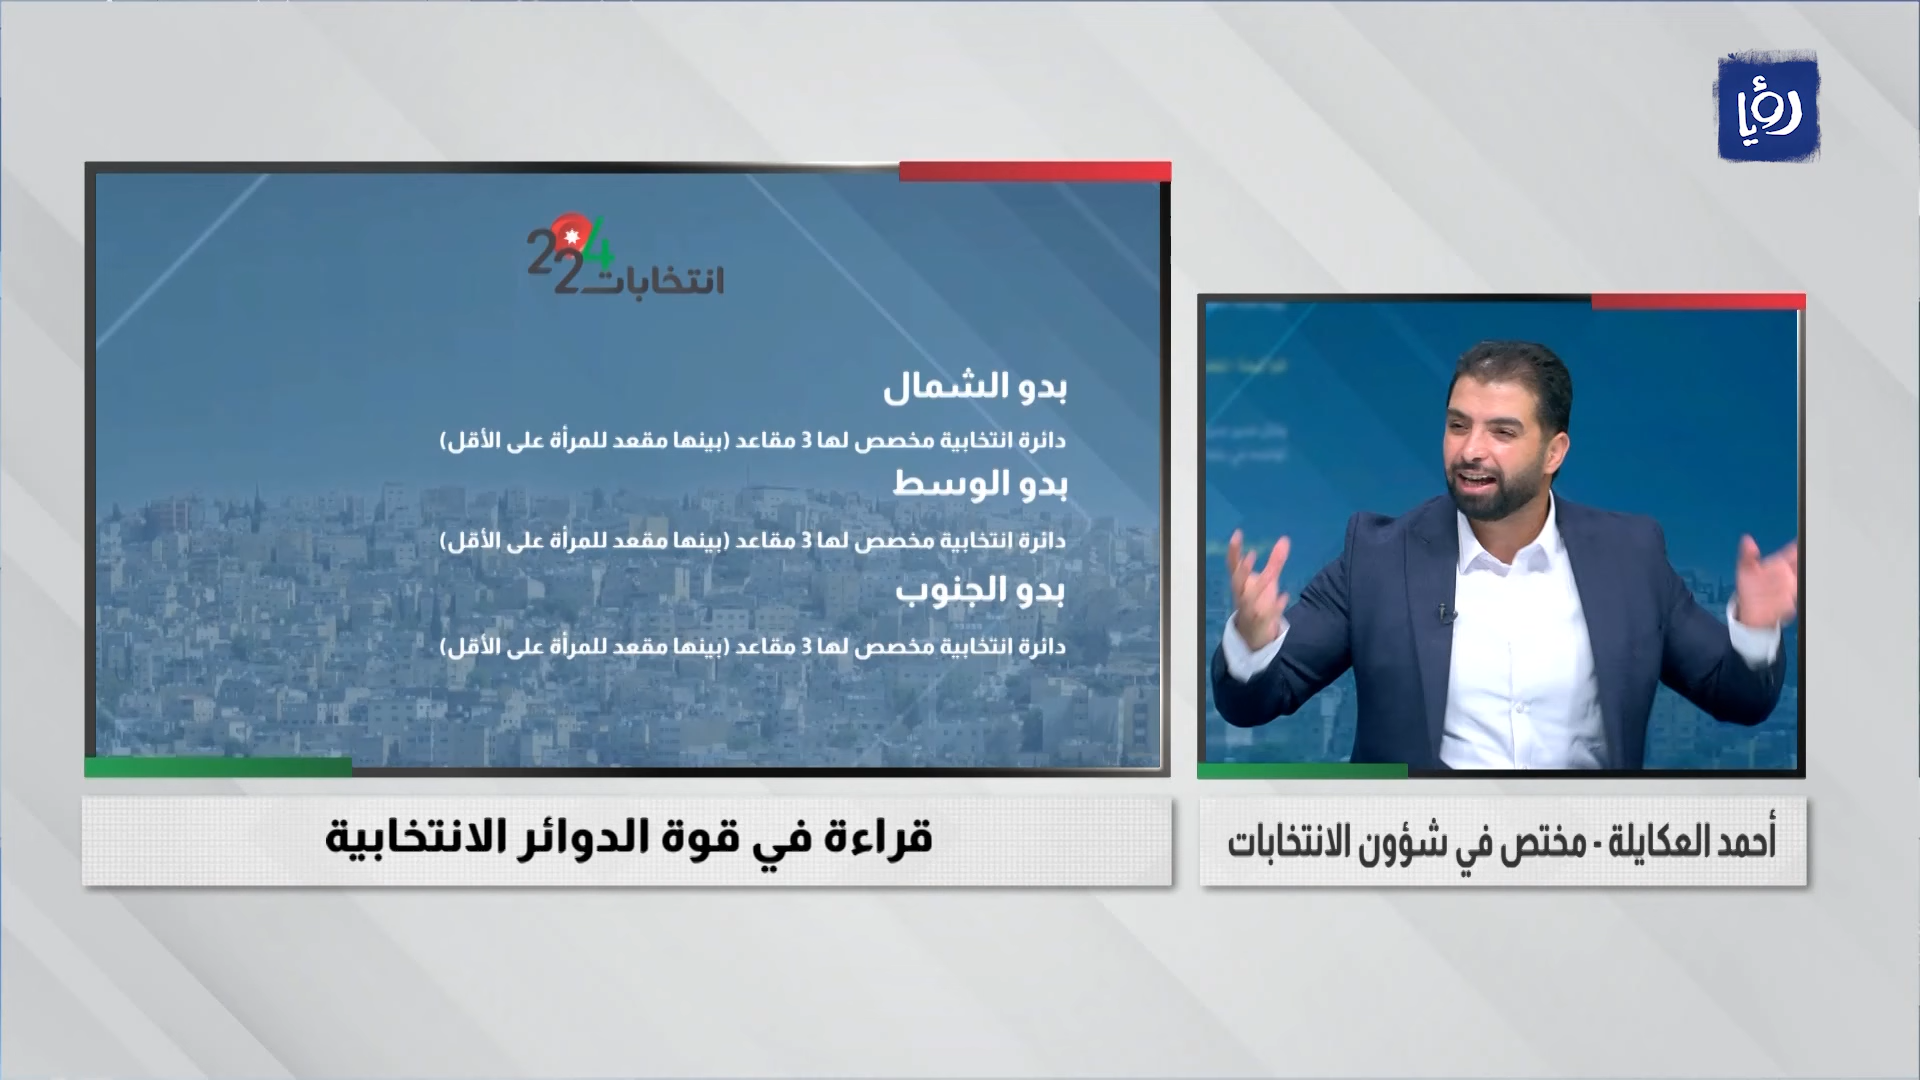 رؤيا
انتخابات 2024
بدو الشمال
دائرة انتخابية مخصص لها 3 مقاعد (بينها مقعد للمرأة على الأقل)
بدو الوسط
دائرة انتخابية مخصص لها 3 مقاعد (بينها مقعد للمرأة على الأقل)
بدو الجنوب
دائرة انتخابية مخصص لها 3 مقاعد (بينها مقعد للمرأة على الأقل)
قراءة في قوة الدوائر الانتخابية
أحمد العكايلة - مختص في شؤون الانتخابات